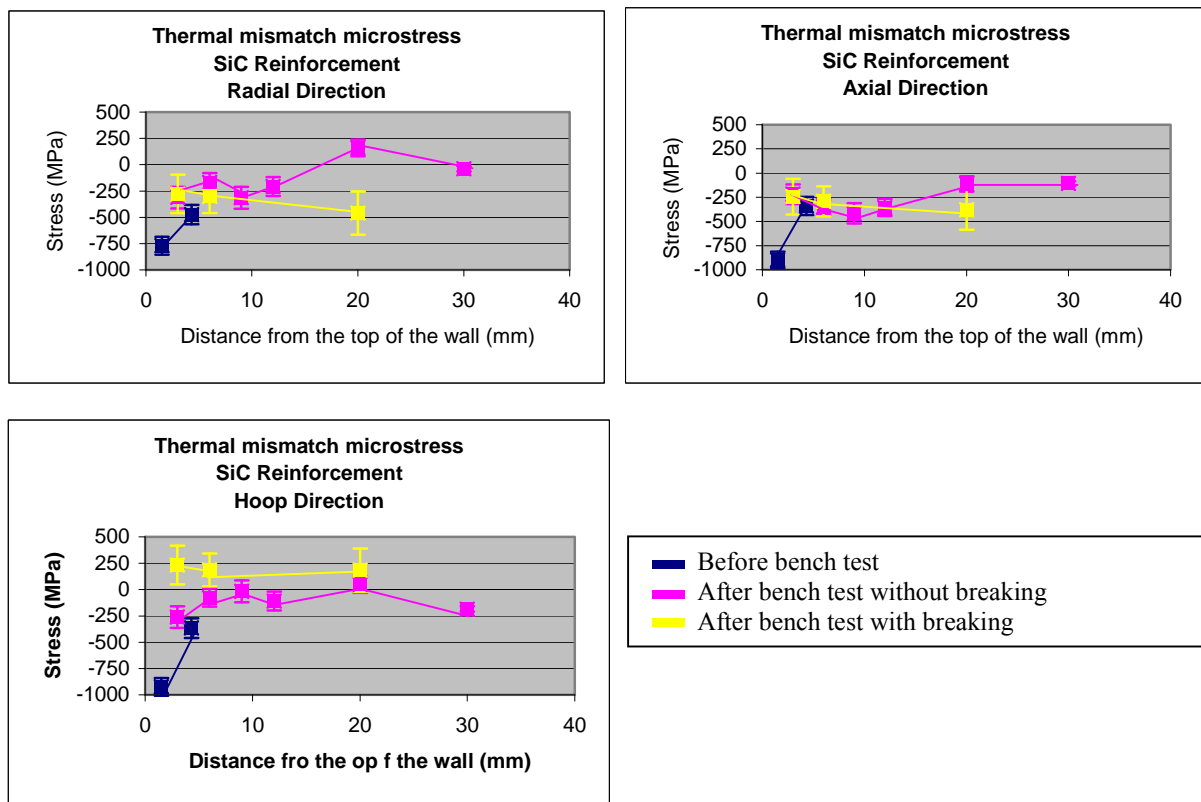 Thermal mismatch microstress
SiC Reinforcement
Radial Direction
500
250
0
-250
-500
-750
-1000
Stress (MPa)
0 10 20 30 40
Distance from the top of the wall (mm)
Thermal mismatch microstress
SiC Reinforcement
Axial Direction
500
250
0
-250
-500
-750
-1000
Stress (MPa)
0 10 20 30 40
Distance from the top of the wall (mm)
Thermal mismatch microstress
SiC Reinforcement
Hoop Direction
500
250
0
-250
-500
-750
-1000
Stress (MPa)
0 10 20 30 40
Distance fro the op f the wall (mm)
Before bench test
After bench test without breaking
After bench test with breaking